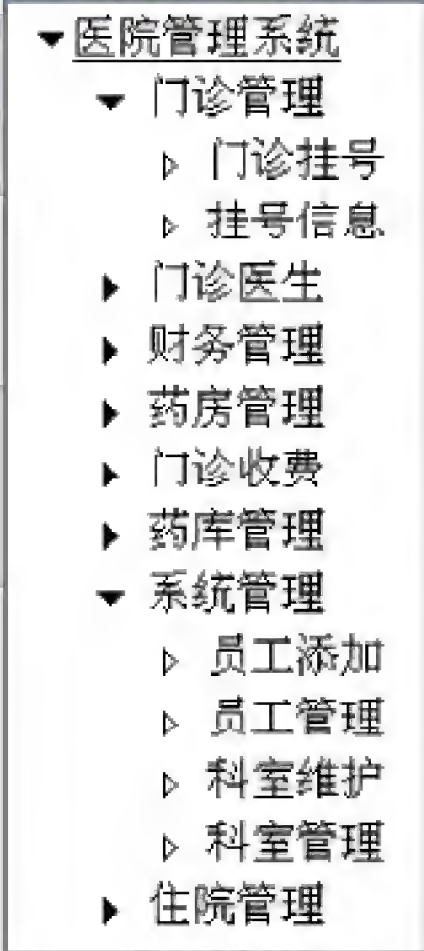 医院管理系统
门诊管理
门诊挂号
挂号信息
门诊医生
财务管理
药房管理
门诊收费
药库管理
系统管理
员工添加
员工管理
科室维护
科室管理
住院管理